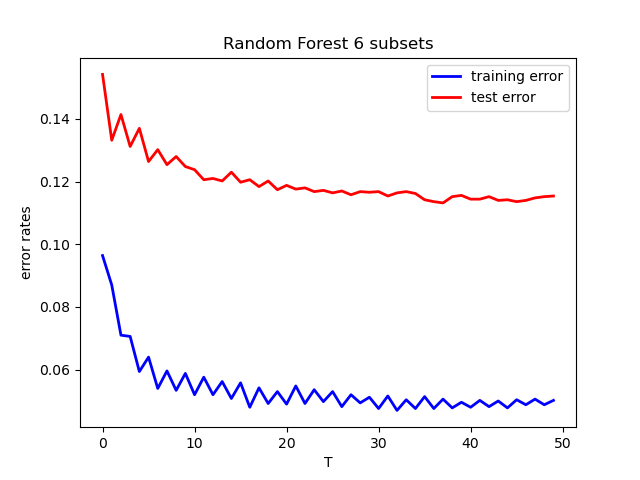 Random Forest 6 subsets
training error
test error
0.14
0.12
0.10
0.08
0.06
error rates
0
10
20
30
40
50
T